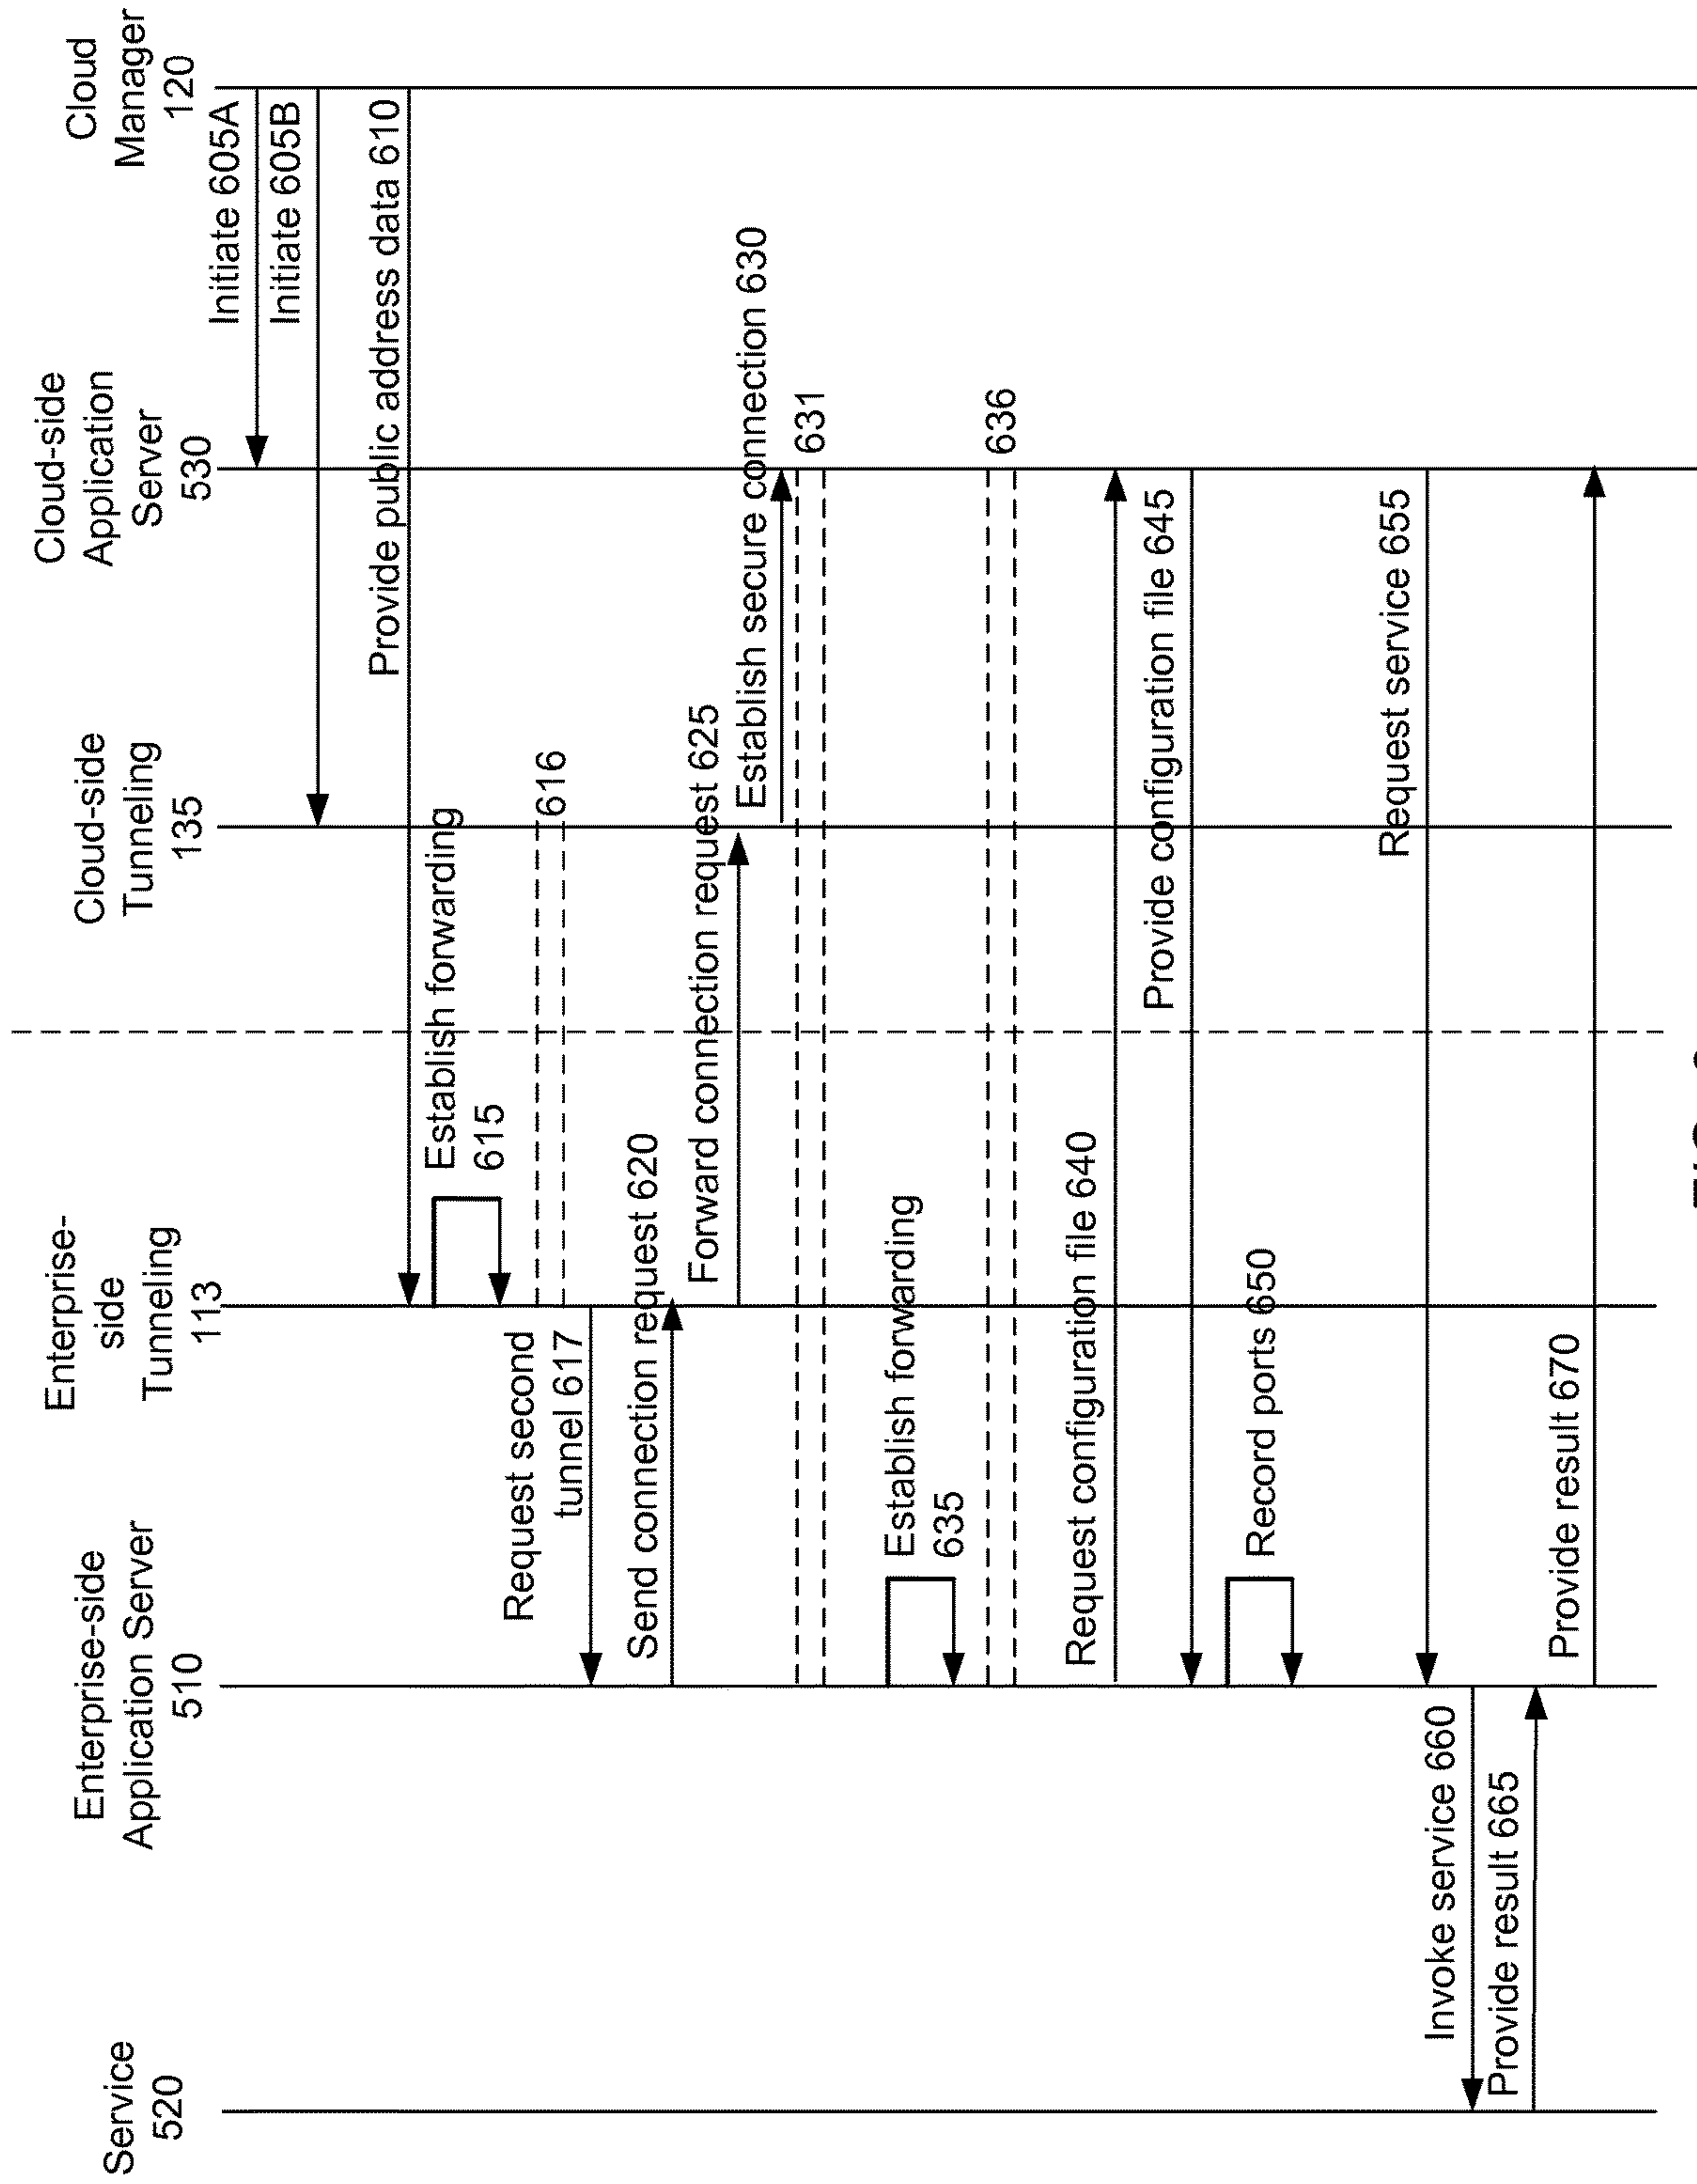 Service
520
Enterprise-side
Application Server
510
Enterprise-
side
Tunneling
113
Cloud-side
Tunneling
135
Cloud-side
Application
Server
530
Cloud
Manager
120
Initiate 605A
Initiate 605B
Provide public address data 610
Establish forwarding
615
616
Request second
tunnel 617
Send connection request 620
Forward connection request 625
Establish secure connection 630
631
Establish forwarding
635
636
Request configuration file 640
Provide configuration file 645
Record ports 650
Request service 655
Invoke service 660
Provide result 665
Provide result 670